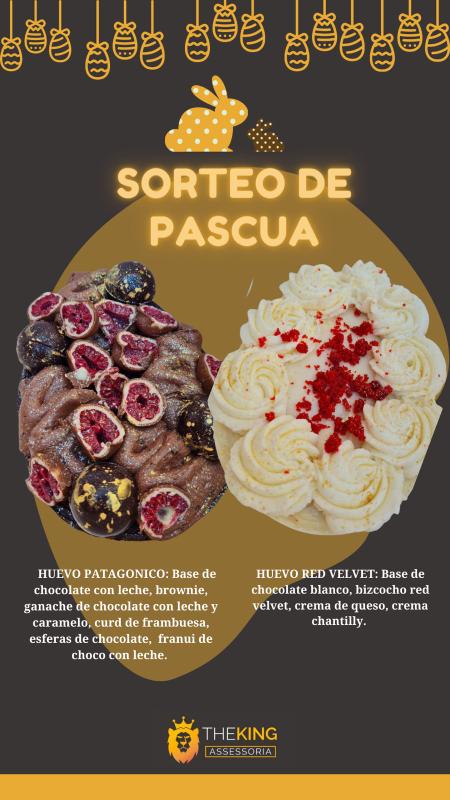 SORTEO DE
PASCUA
HUEVO PATAGONICO: Base de
chocolate con leche, brownie,
ganache de chocolate con leche y
caramelo, curd de frambuesa,
esferas de chocolate, franui de
choco con leche.
HUEVO RED VELVET: Base de
chocolate blanco, bizcocho red
velvet, crema de queso, crema
chantilly.
THEKING
ASSESSORIA